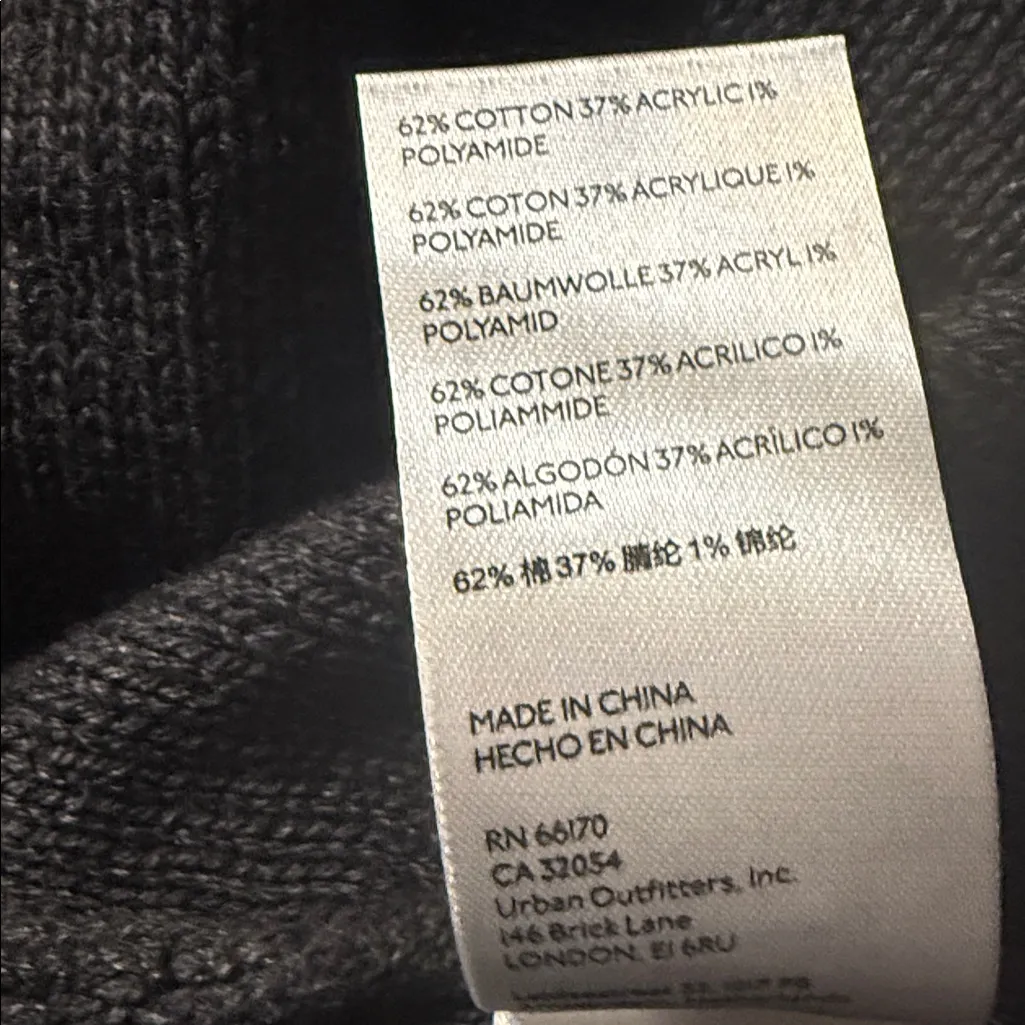 62% COTTON 37% ACRYLIC 1%
POLYAMIDE
62% COTON 37% ACRYLIQUE 1%
POLYAMIDE
62% BAUMWOLLE 37% ACRYL 1%
POLYAMID
62% COTONE 37% ACRILICO 1%
POLIAMMIDE
62% ALGODÓN 37% ACRÍLICO 1%
POLIAMIDA
62% 棉 37% 腈纶 1% 锦纶
MADE IN CHINA
HECHO EN CHINA
RN 66170
CA 32054
Urban Outfitters, Inc.
146 Brick Lane
LONDON. E1 6RU